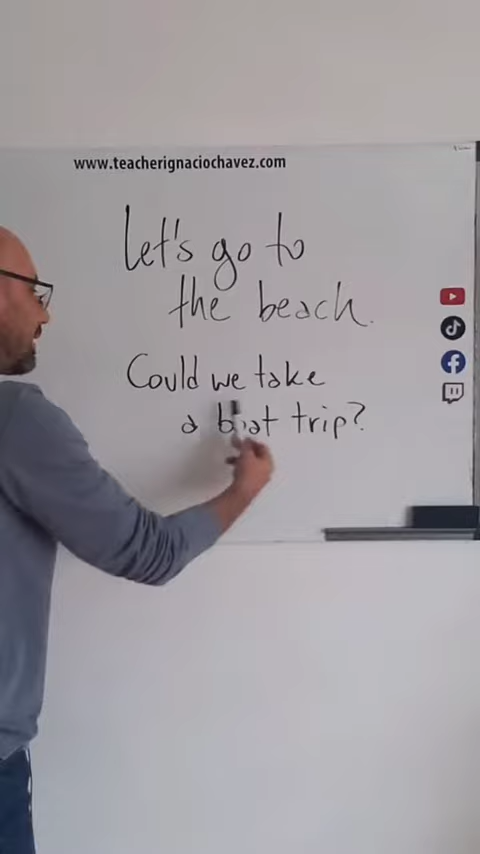 www.teacherignaciochavez.com
let's go to
the beach.
Could we take
a boat trip?